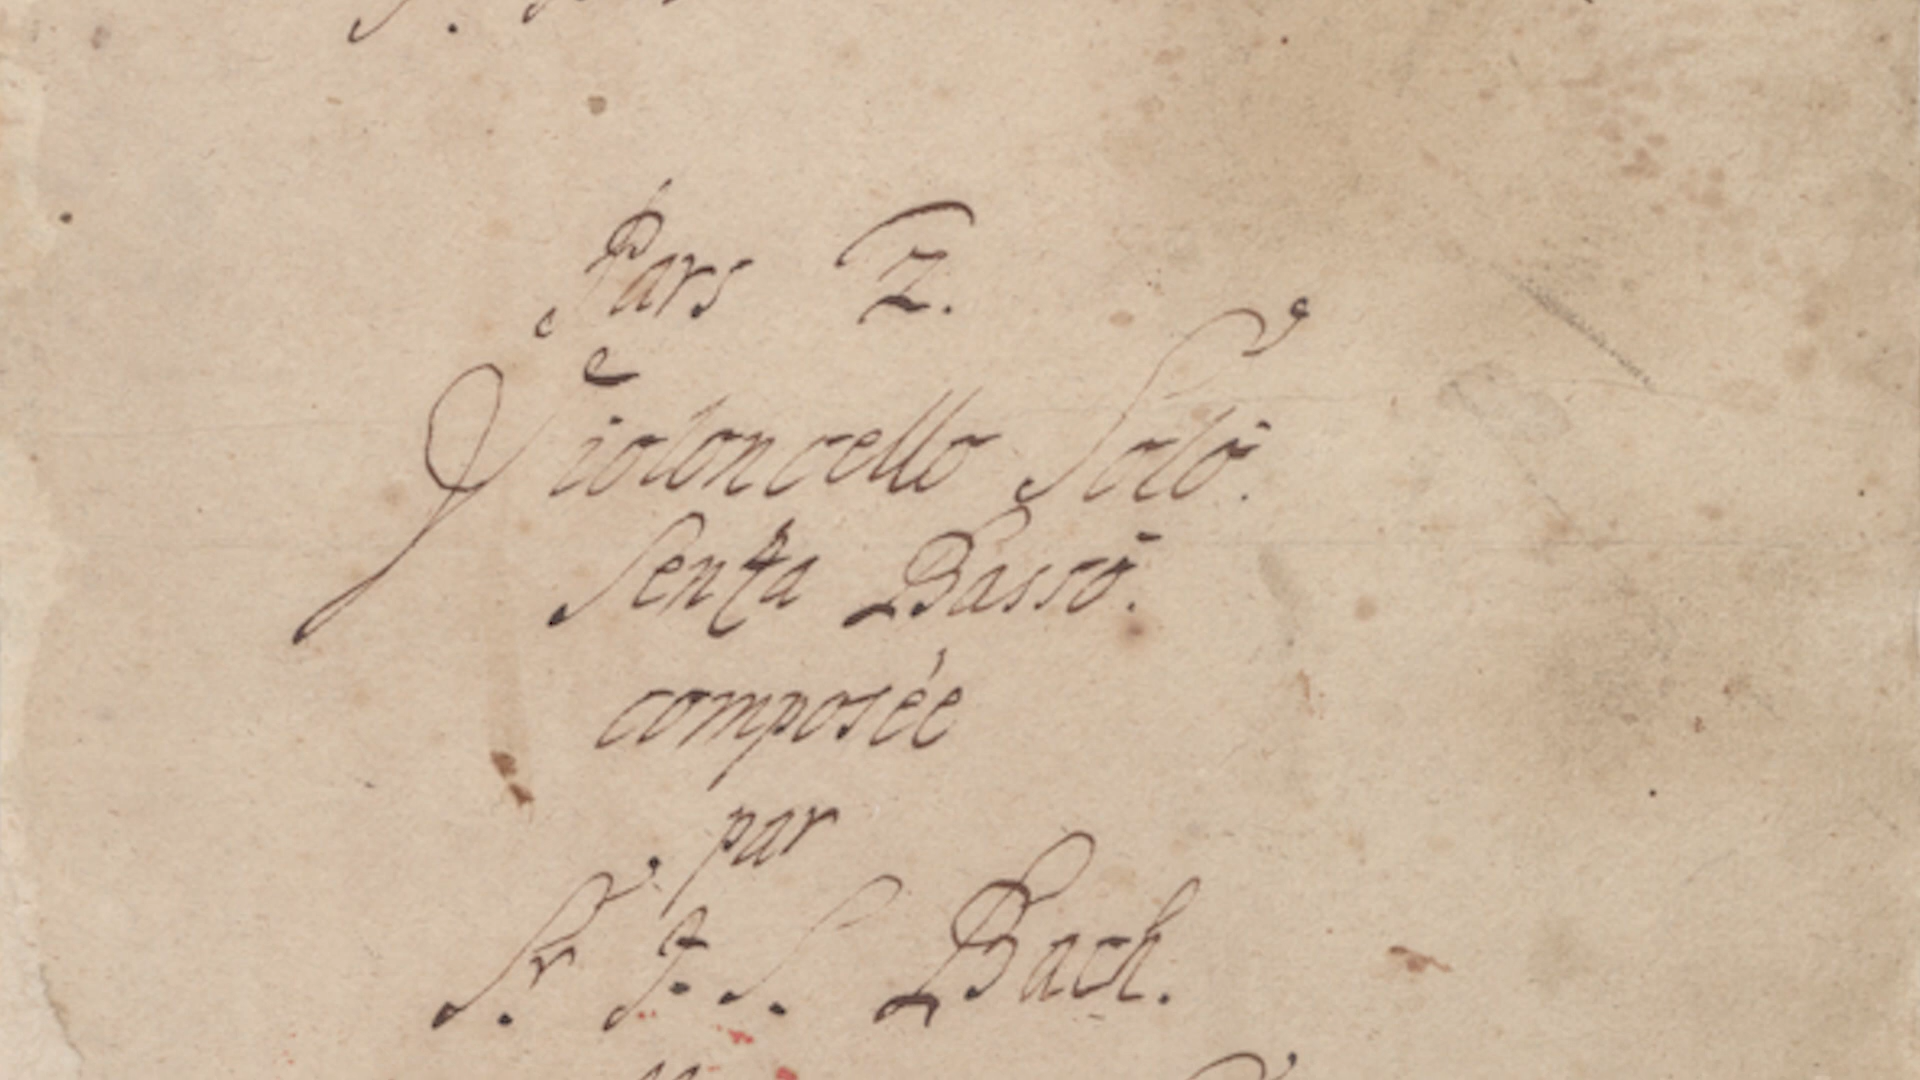 Pars 2.
Violoncello Solo.
Senza Basso.
composée
par
Sr. J. S. Bach.